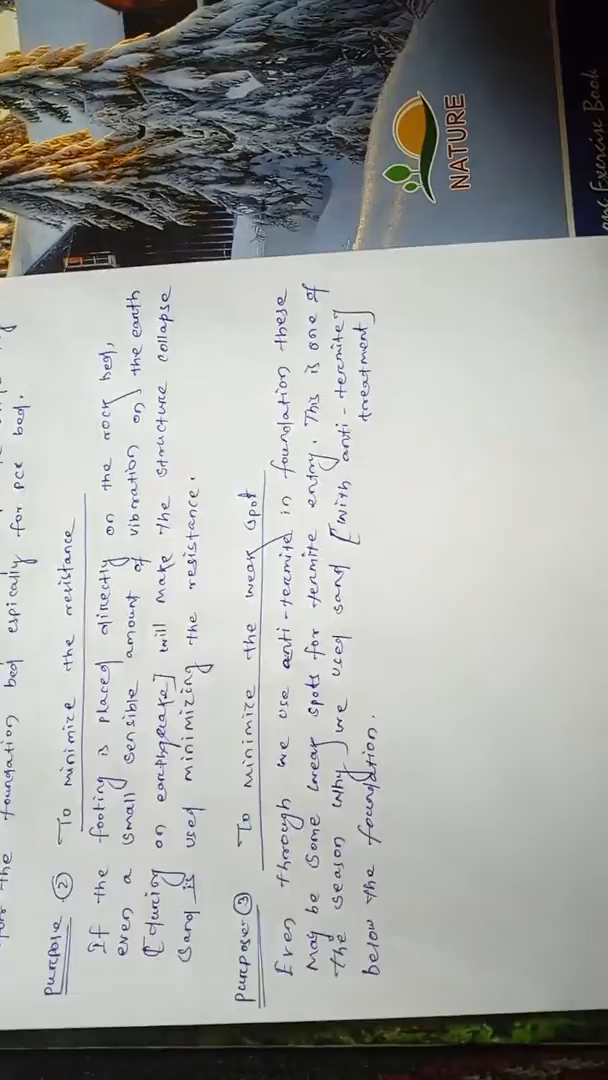 the foundation bed espically for pcc bed.
Purpose ② To minimize the resistance
If the footing is placed directly on the rock bed,
even a small sensible amount of vibration on the earth
[during on earthquake] will make the structure collapse
Sand is used minimizing the resistance.
Purpose ③ To minimize the weak spot
Even through we use anti-termite in foundation these
May be some weak spots for termite entry. This is one of
the season why we used sand [with anti-termite
treatment]
below the foundation.
NATURE
Exercise Book